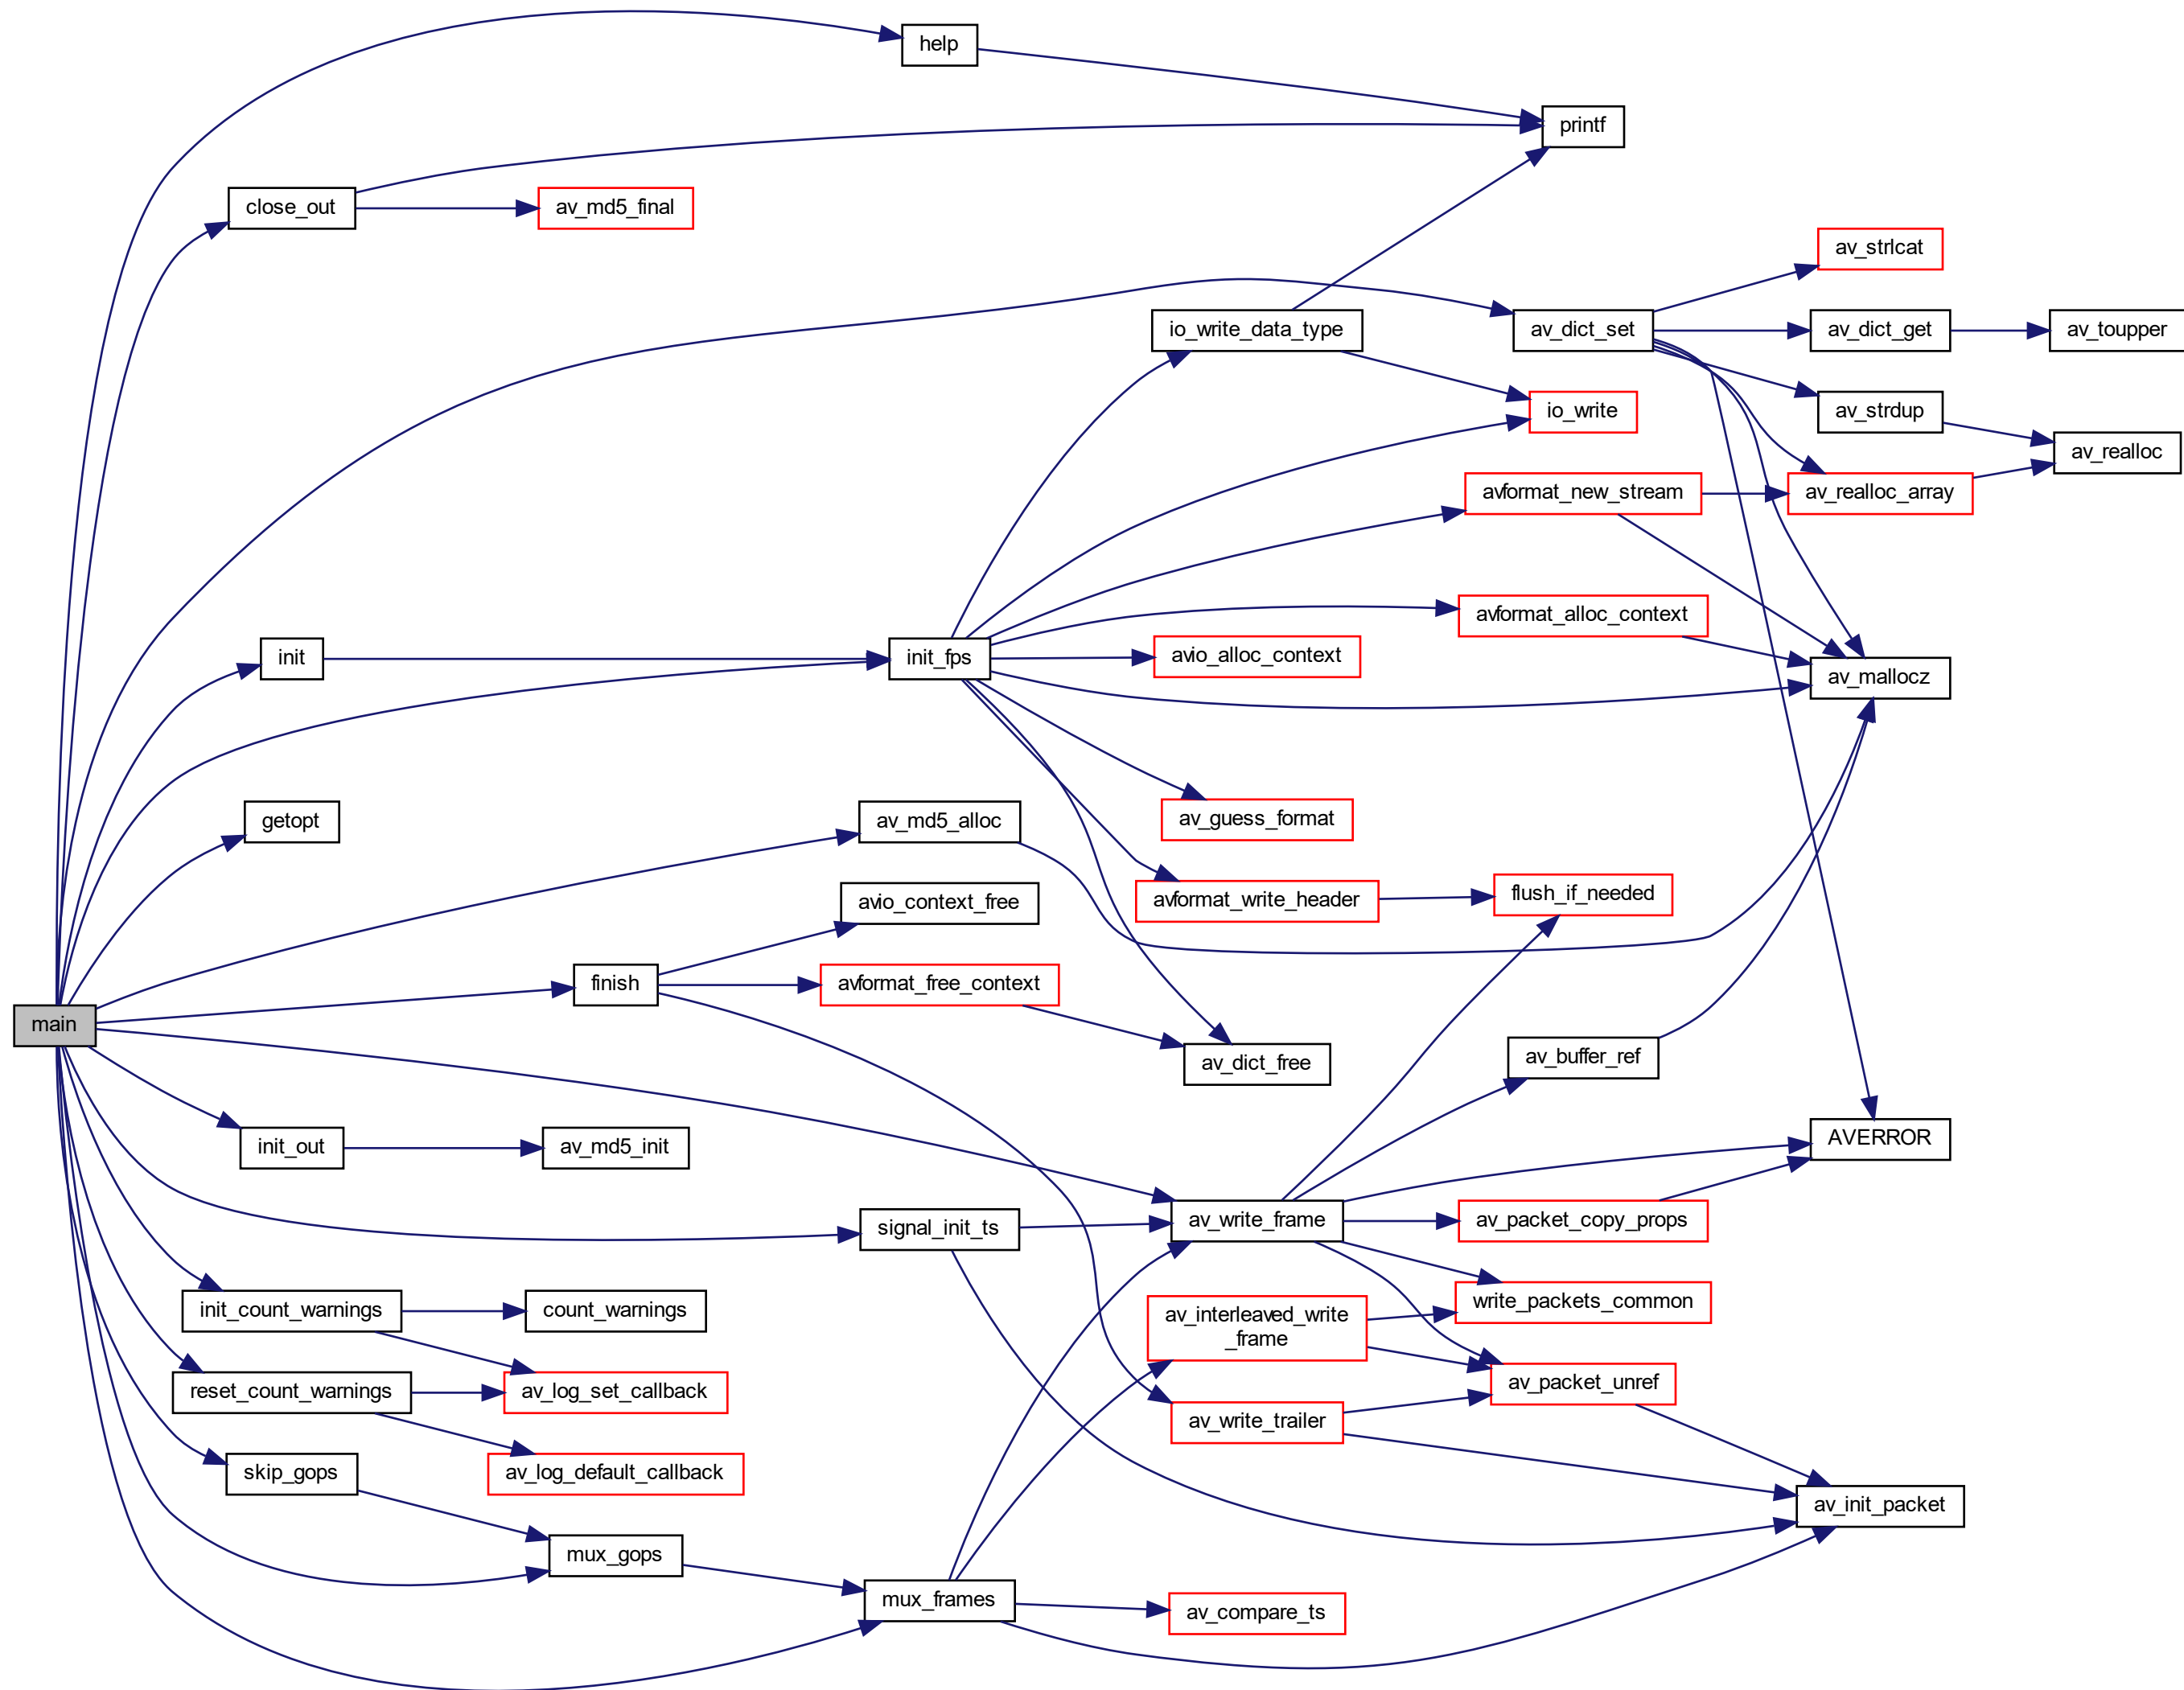 help
printf
close_out
av_md5_final
av_strlcat
io_write_data_type
av_dict_set
av_dict_get
av_toupper
io_write
av_strdup
av_realloc
avformat_new_stream
av_realloc_array
avformat_alloc_context
init
init_fps
avio_alloc_context
av_mallocz
getopt
av_md5_alloc
av_guess_format
avio_context_free
avformat_write_header
flush_if_needed
finish
avformat_free_context
main
av_dict_free
av_buffer_ref
init_out
av_md5_init
AVERROR
signal_init_ts
av_write_frame
av_packet_copy_props
init_count_warnings
count_warnings
av_interleaved_write
_frame
write_packets_common
reset_count_warnings
av_log_set_callback
av_packet_unref
av_write_trailer
skip_gops
av_log_default_callback
av_init_packet
mux_gops
mux_frames
av_compare_ts